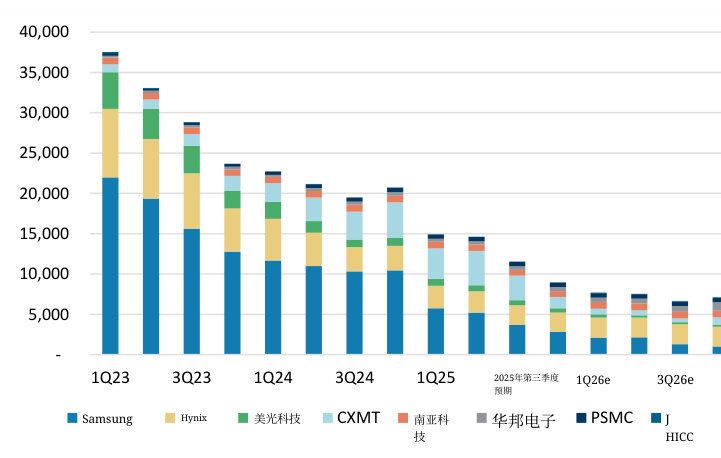 40,000
35,000
30,000
25,000
20,000
15,000
10,000
5,000
-
1Q23
3Q23
1Q24
3Q24
1Q25
2025年第三季度
预期
1Q26e
3Q26e
Samsung
Hynix
美光科技
CXMT
南亚科
技
华邦电子
PSMC
J
HICC